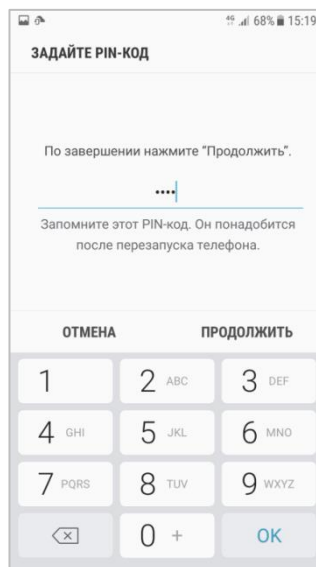 4G 68% 15:19
ЗАДАЙТЕ PIN-КОД
По завершении нажмите "Продолжить".
••••
Запомните этот PIN-код. Он понадобится
после перезапуска телефона.
ОТМЕНА ПРОДОЛЖИТЬ
1 2 ABC 3 DEF
4 GHI 5 JKL 6 MNO
7 PQRS 8 TUV 9 WXYZ
0 + OK